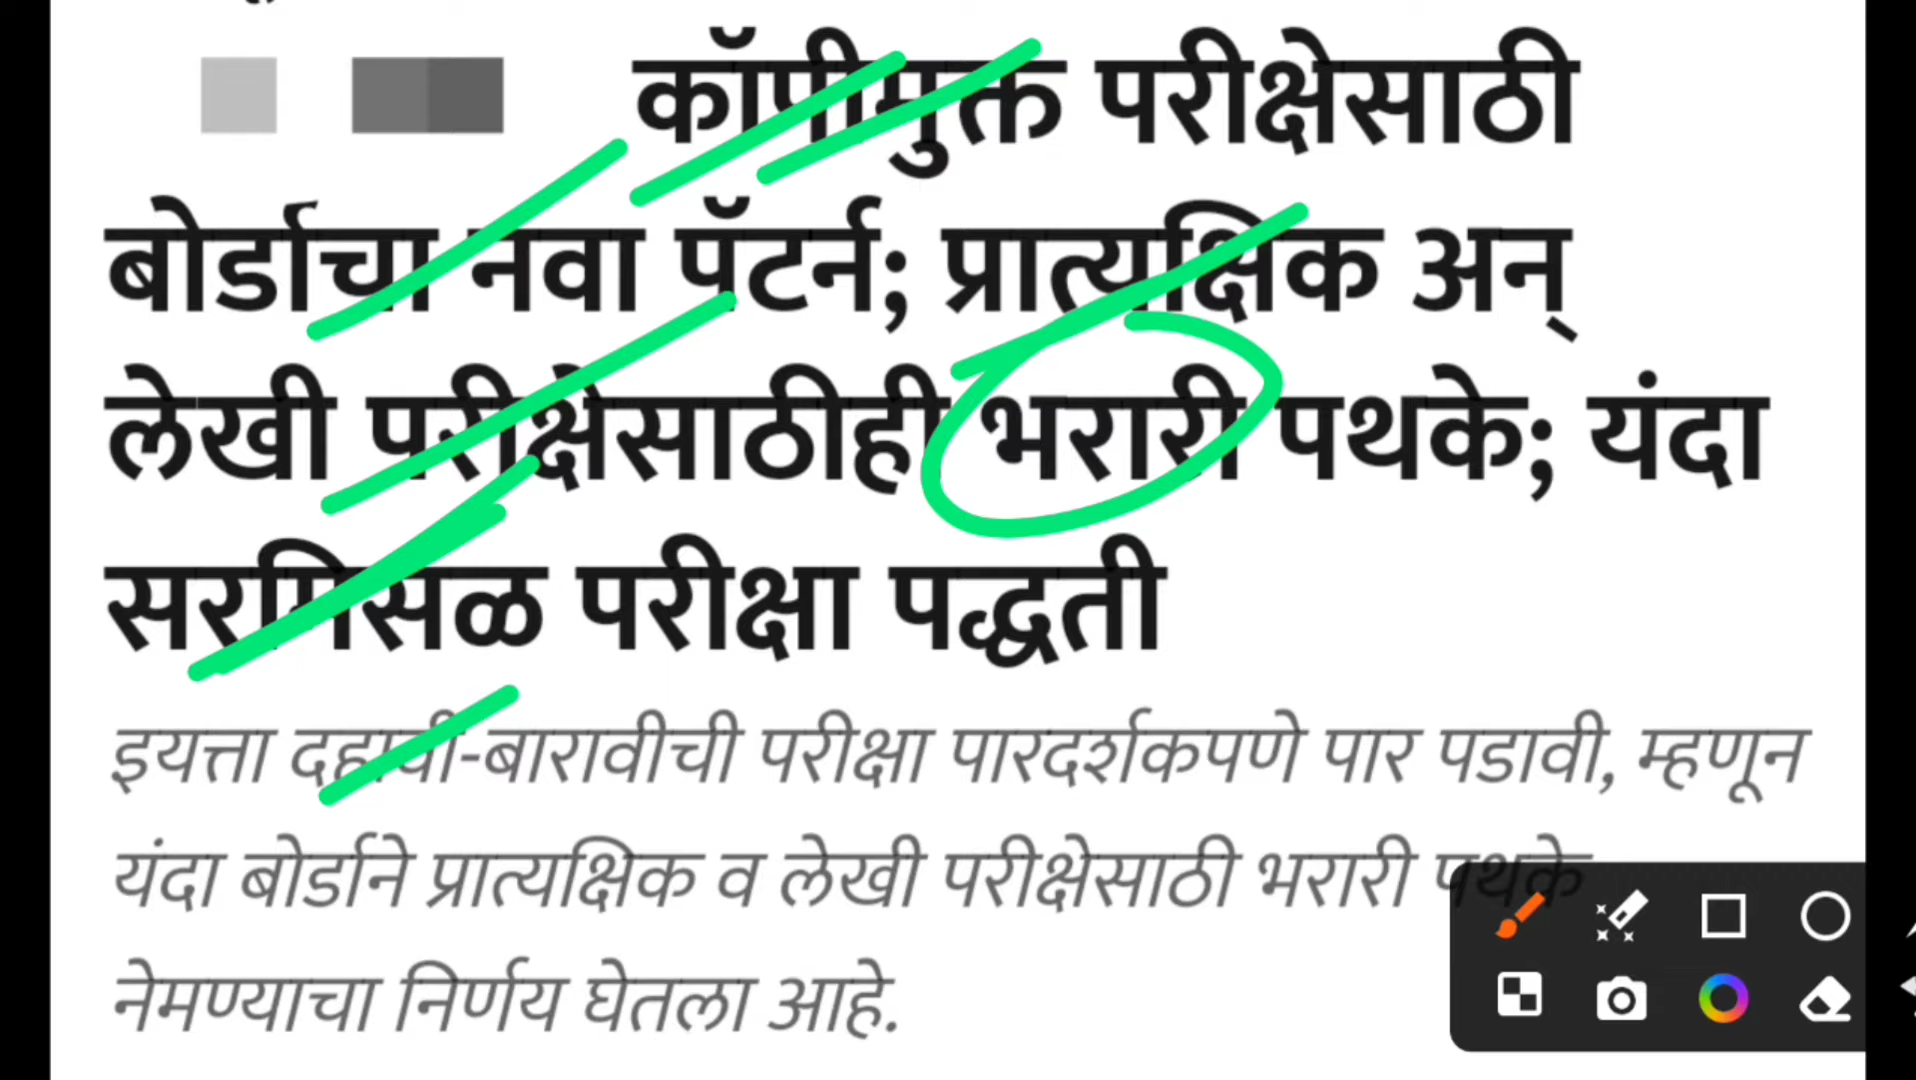 कॉपीमुक्त परीक्षेसाठी
बोर्डाचा नवा पॅटर्न; प्रात्यक्षिक अन्
लेखी परीक्षेसाठीही भरारी पथके; यंदा
सरमिसळ परीक्षा पद्धती
इयत्ता दहावी-बारावीची परीक्षा पारदर्शकपणे पार पडावी, म्हणून
यंदा बोर्डाने प्रात्यक्षिक व लेखी परीक्षेसाठी भरारी पथके
नेमण्याचा निर्णय घेतला आहे.